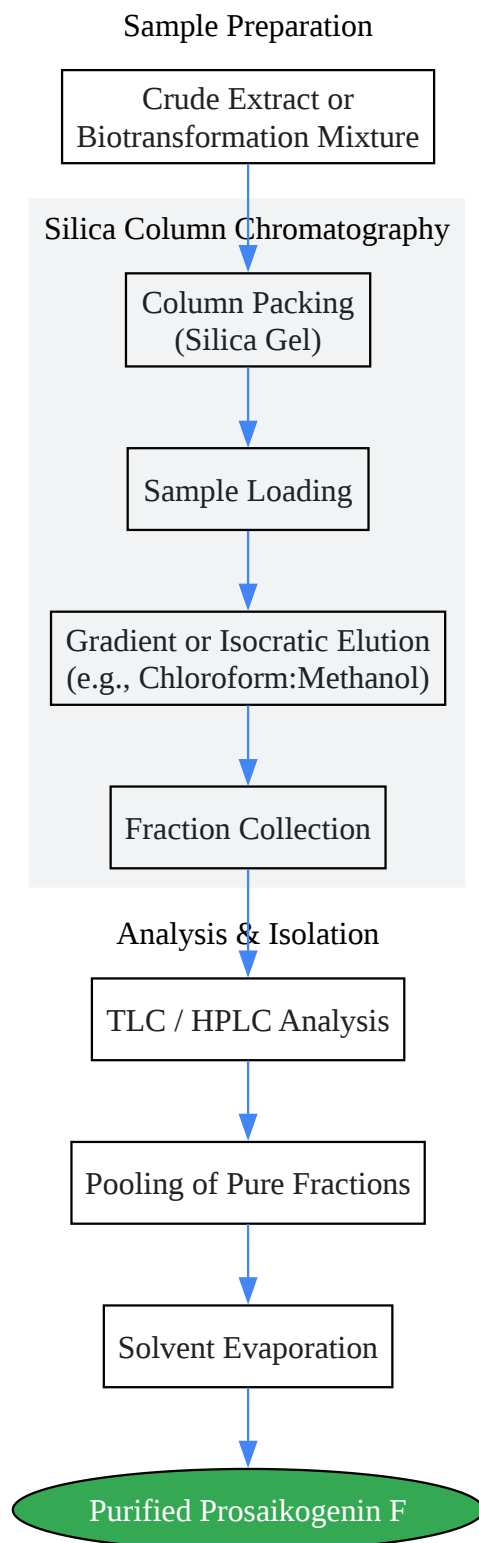 Sample Preparation
Crude Extract or
Biotransformation Mixture
Silica Column Chromatography
Column Packing
(Silica Gel)
Sample Loading
Gradient or Isocratic Elution
(e.g., Chloroform:Methanol)
Fraction Collection
Analysis & Isolation
TLC / HPLC Analysis
Pooling of Pure Fractions
Solvent Evaporation
Purified Prosaikogenin F